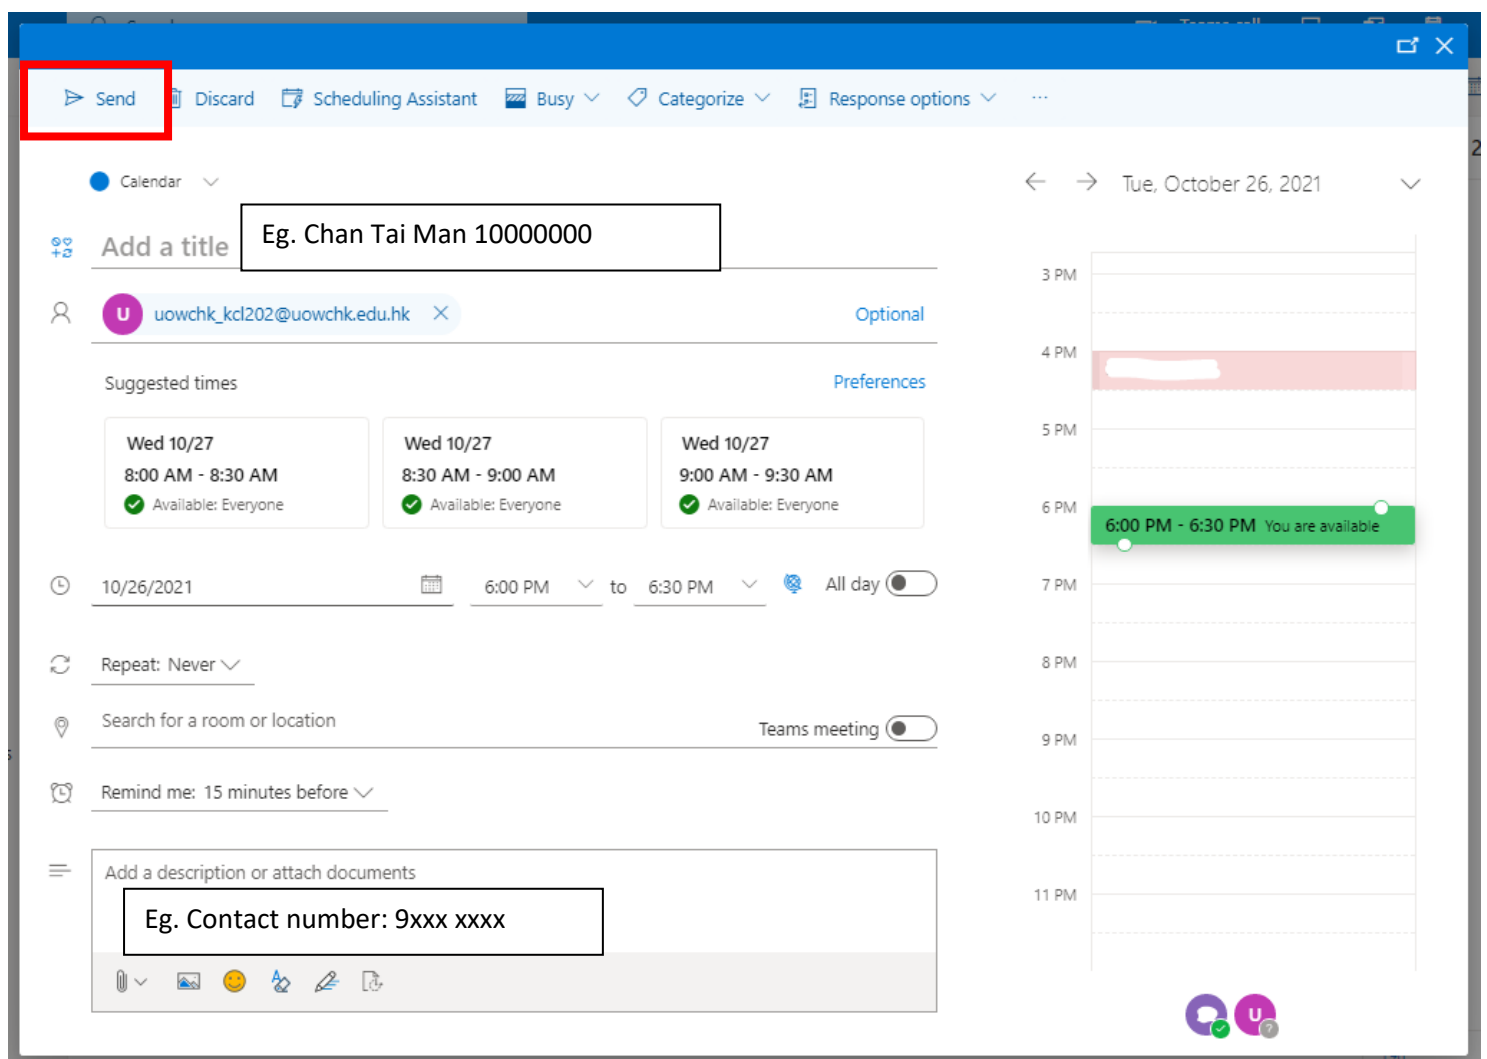 Send Discard Scheduling Assistant Busy Categorize Response options ...
Calendar
Add a title
Eg. Chan Tai Man 10000000
U uowchk_kcl202@uowchk.edu.hk Optional
Suggested times Preferences
Wed 10/27
8:00 AM - 8:30 AM
Available: Everyone
Wed 10/27
8:30 AM - 9:00 AM
Available: Everyone
Wed 10/27
9:00 AM - 9:30 AM
Available: Everyone
10/26/2021 6:00 PM to 6:30 PM All day
Repeat: Never
Search for a room or location
Teams meeting
Remind me: 15 minutes before
Add a description or attach documents
Eg. Contact number: 9xxx xxxx
Tue, October 26, 2021
3 PM
4 PM
5 PM
6 PM
6:00 PM - 6:30 PM You are available
7 PM
8 PM
9 PM
10 PM
11 PM
U